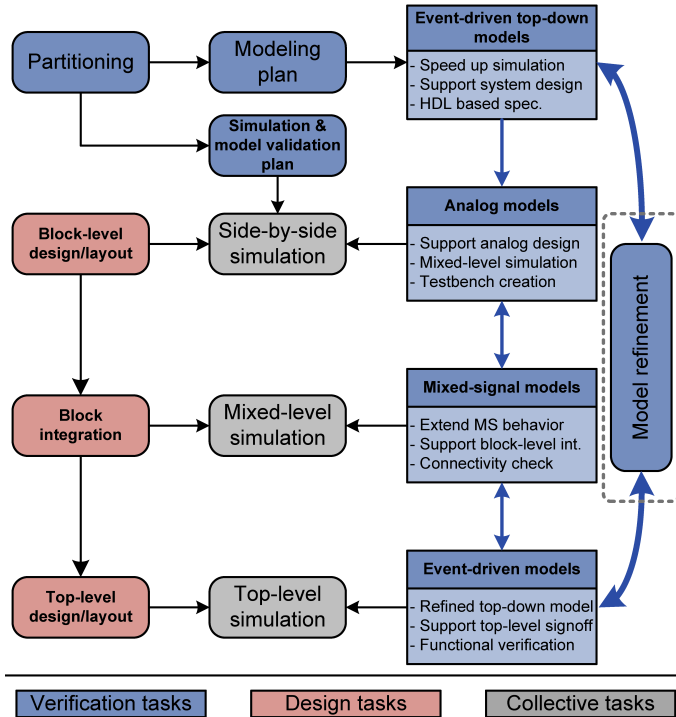 Partitioning
Modeling
plan
Event-driven top-down
models
- Speed up simulation
- Support system design
- HDL based spec.
Simulation &
model validation
plan
Block-level
design/layout
Side-by-side
simulation
Analog models
- Support analog design
- Mixed-level simulation
- Testbench creation
Model refinement
Block
integration
Mixed-level
simulation
Mixed-signal models
- Extend MS behavior
- Support block-level int.
- Connectivity check
Top-level
design/layout
Top-level
simulation
Event-driven models
- Refined top-down model
- Support top-level signoff
- Functional verification
Verification tasks
Design tasks
Collective tasks